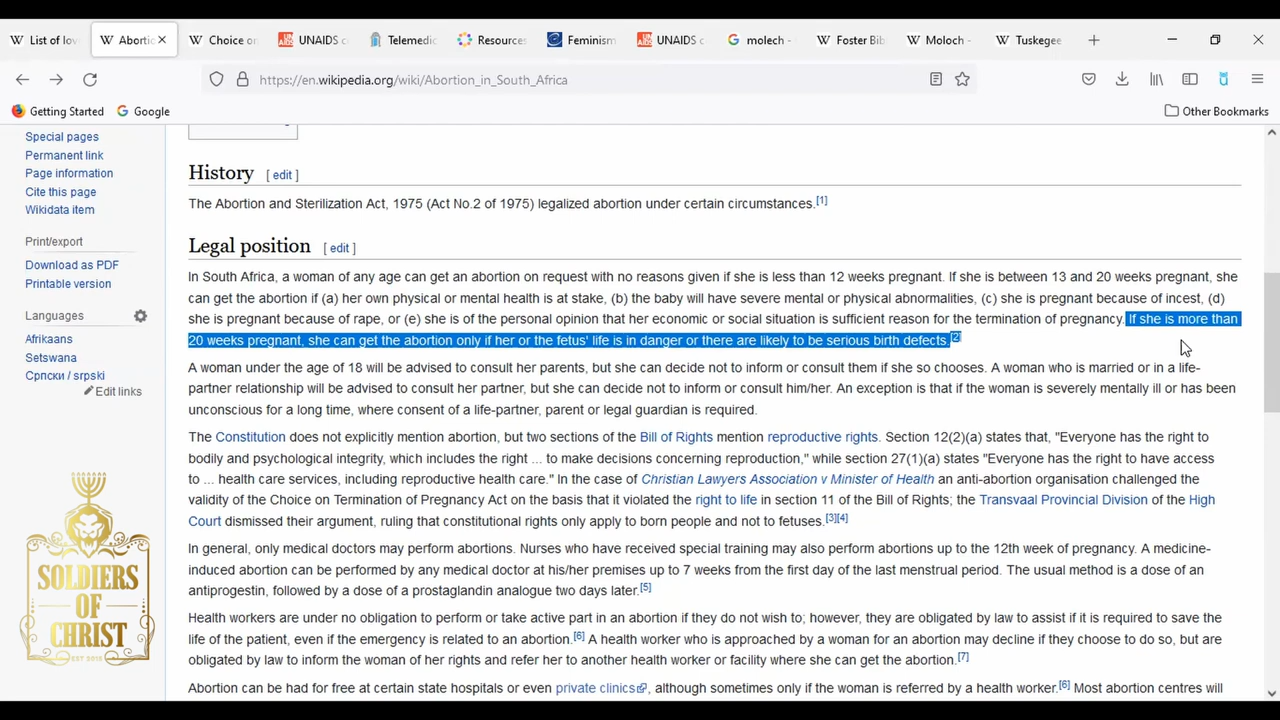 List of lov
Abortic
Choice on
UNAIDS c
Telemedic
Resources
Feminism
UNAIDS c
molech -
Foster Bib
Moloch -
Tuskegee
https://en.wikipedia.org/wiki/Abortion_in_South_Africa
Getting Started
Google
Other Bookmarks
Special pages
Permanent link
Page information
Cite this page
Wikidata item
Print/export
Download as PDF
Printable version
Languages
Afrikaans
Setswana
Српски / srpski
Edit links
SOLDIERS
OF
CHRIST
History [ edit ]
The Abortion and Sterilization Act, 1975 (Act No.2 of 1975) legalized abortion under certain circumstances.[1]
Legal position [ edit ]
In South Africa, a woman of any age can get an abortion on request with no reasons given if she is less than 12 weeks pregnant. If she is between 13 and 20 weeks pregnant, she
can get the abortion if (a) her own physical or mental health is at stake, (b) the baby will have severe mental or physical abnormalities, (c) she is pregnant because of incest, (d)
she is pregnant because of rape, or (e) she is of the personal opinion that her economic or social situation is sufficient reason for the termination of pregnancy. If she is more than
20 weeks pregnant, she can get the abortion only if her or the fetus' life is in danger or there are likely to be serious birth defects.[2]
A woman under the age of 18 will be advised to consult her parents, but she can decide not to inform or consult them if she so chooses. A woman who is married or in a life-
partner relationship will be advised to consult her partner, but she can decide not to inform or consult him/her. An exception is that if the woman is severely mentally ill or has been
unconscious for a long time, where consent of a life-partner, parent or legal guardian is required.
The Constitution does not explicitly mention abortion, but two sections of the Bill of Rights mention reproductive rights. Section 12(2)(a) states that, "Everyone has the right to
bodily and psychological integrity, which includes the right ... to make decisions concerning reproduction," while section 27(1)(a) states "Everyone has the right to have access
to ... health care services, including reproductive health care." In the case of Christian Lawyers Association v Minister of Health an anti-abortion organisation challenged the
validity of the Choice on Termination of Pregnancy Act on the basis that it violated the right to life in section 11 of the Bill of Rights; the Transvaal Provincial Division of the High
Court dismissed their argument, ruling that constitutional rights only apply to born people and not to fetuses.[3][4]
In general, only medical doctors may perform abortions. Nurses who have received special training may also perform abortions up to the 12th week of pregnancy. A medicine-
induced abortion can be performed by any medical doctor at his/her premises up to 7 weeks from the first day of the last menstrual period. The usual method is a dose of an
antiprogestin, followed by a dose of a prostaglandin analogue two days later.[5]
Health workers are under no obligation to perform or take active part in an abortion if they do not wish to; however, they are obligated by law to assist if it is required to save the
life of the patient, even if the emergency is related to an abortion.[6] A health worker who is approached by a woman for an abortion may decline if they choose to do so, but are
obligated by law to inform the woman of her rights and refer her to another health worker or facility where she can get the abortion.[7]
Abortion can be had for free at certain state hospitals or even private clinics, although sometimes only if the woman is referred by a health worker.[6] Most abortion centres will